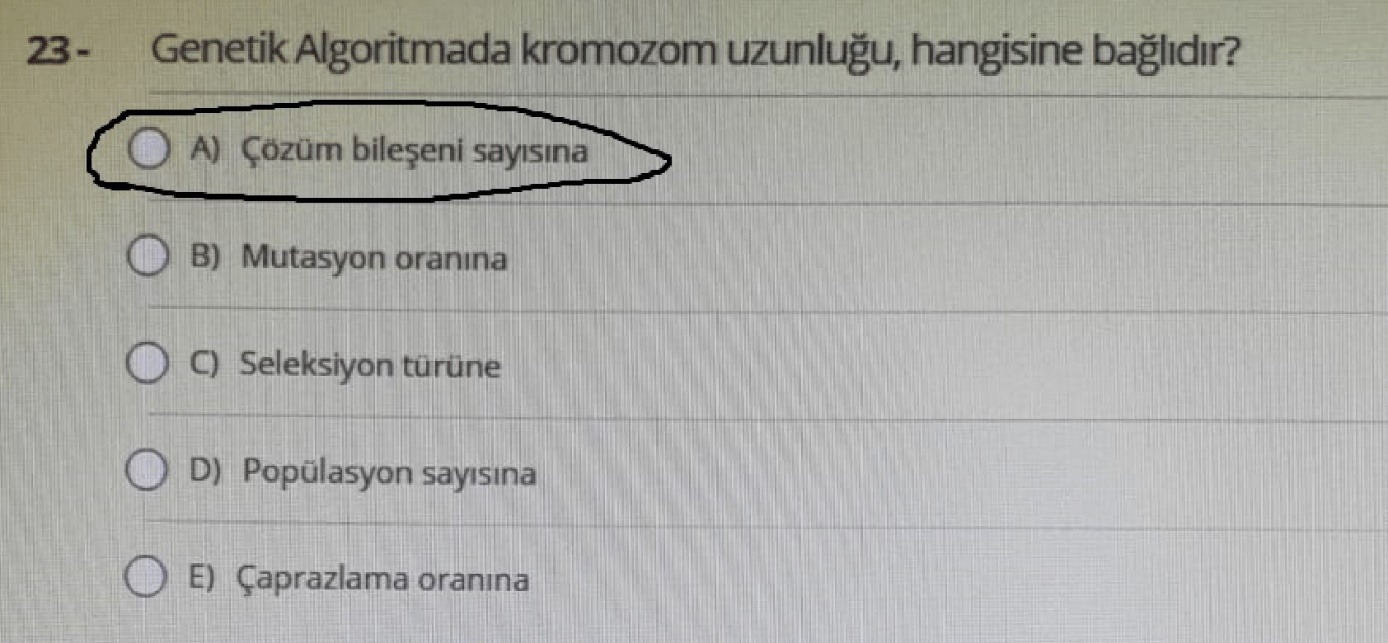 23- Genetik Algoritmada kromozom uzunluğu, hangisine bağlıdır?
A) Çözüm bileşeni sayısına
B) Mutasyon oranına
C) Seleksiyon türüne
D) Popülasyon sayısına
E) Çaprazlama oranına